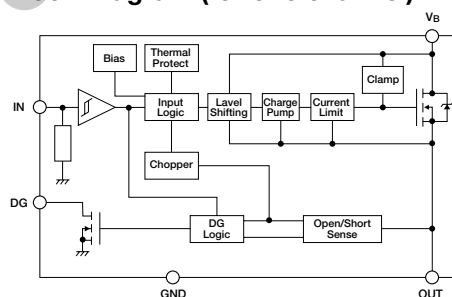 VB
Bias
Thermal
Protect
Clamp
IN
Input
Logic
Lavel
Shifting
Charge
Pump
Current
Limit
Chopper
DG
DG
Logic
Open/Short
Sense
GND
OUT